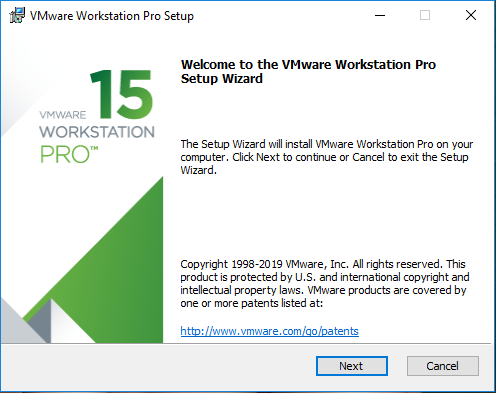 VMware Workstation Pro Setup
Welcome to the VMware Workstation Pro
Setup Wizard
15
VMWARE
WORKSTATION
PRO™
The Setup Wizard will install VMware Workstation Pro on your
computer. Click Next to continue or Cancel to exit the Setup
Wizard.
Copyright 1998-2019 VMware, Inc. All rights reserved. This
product is protected by U.S. and international copyright and
intellectual property laws. VMware products are covered by
one or more patents listed at:
http://www.vmware.com/go/patents
Next
Cancel